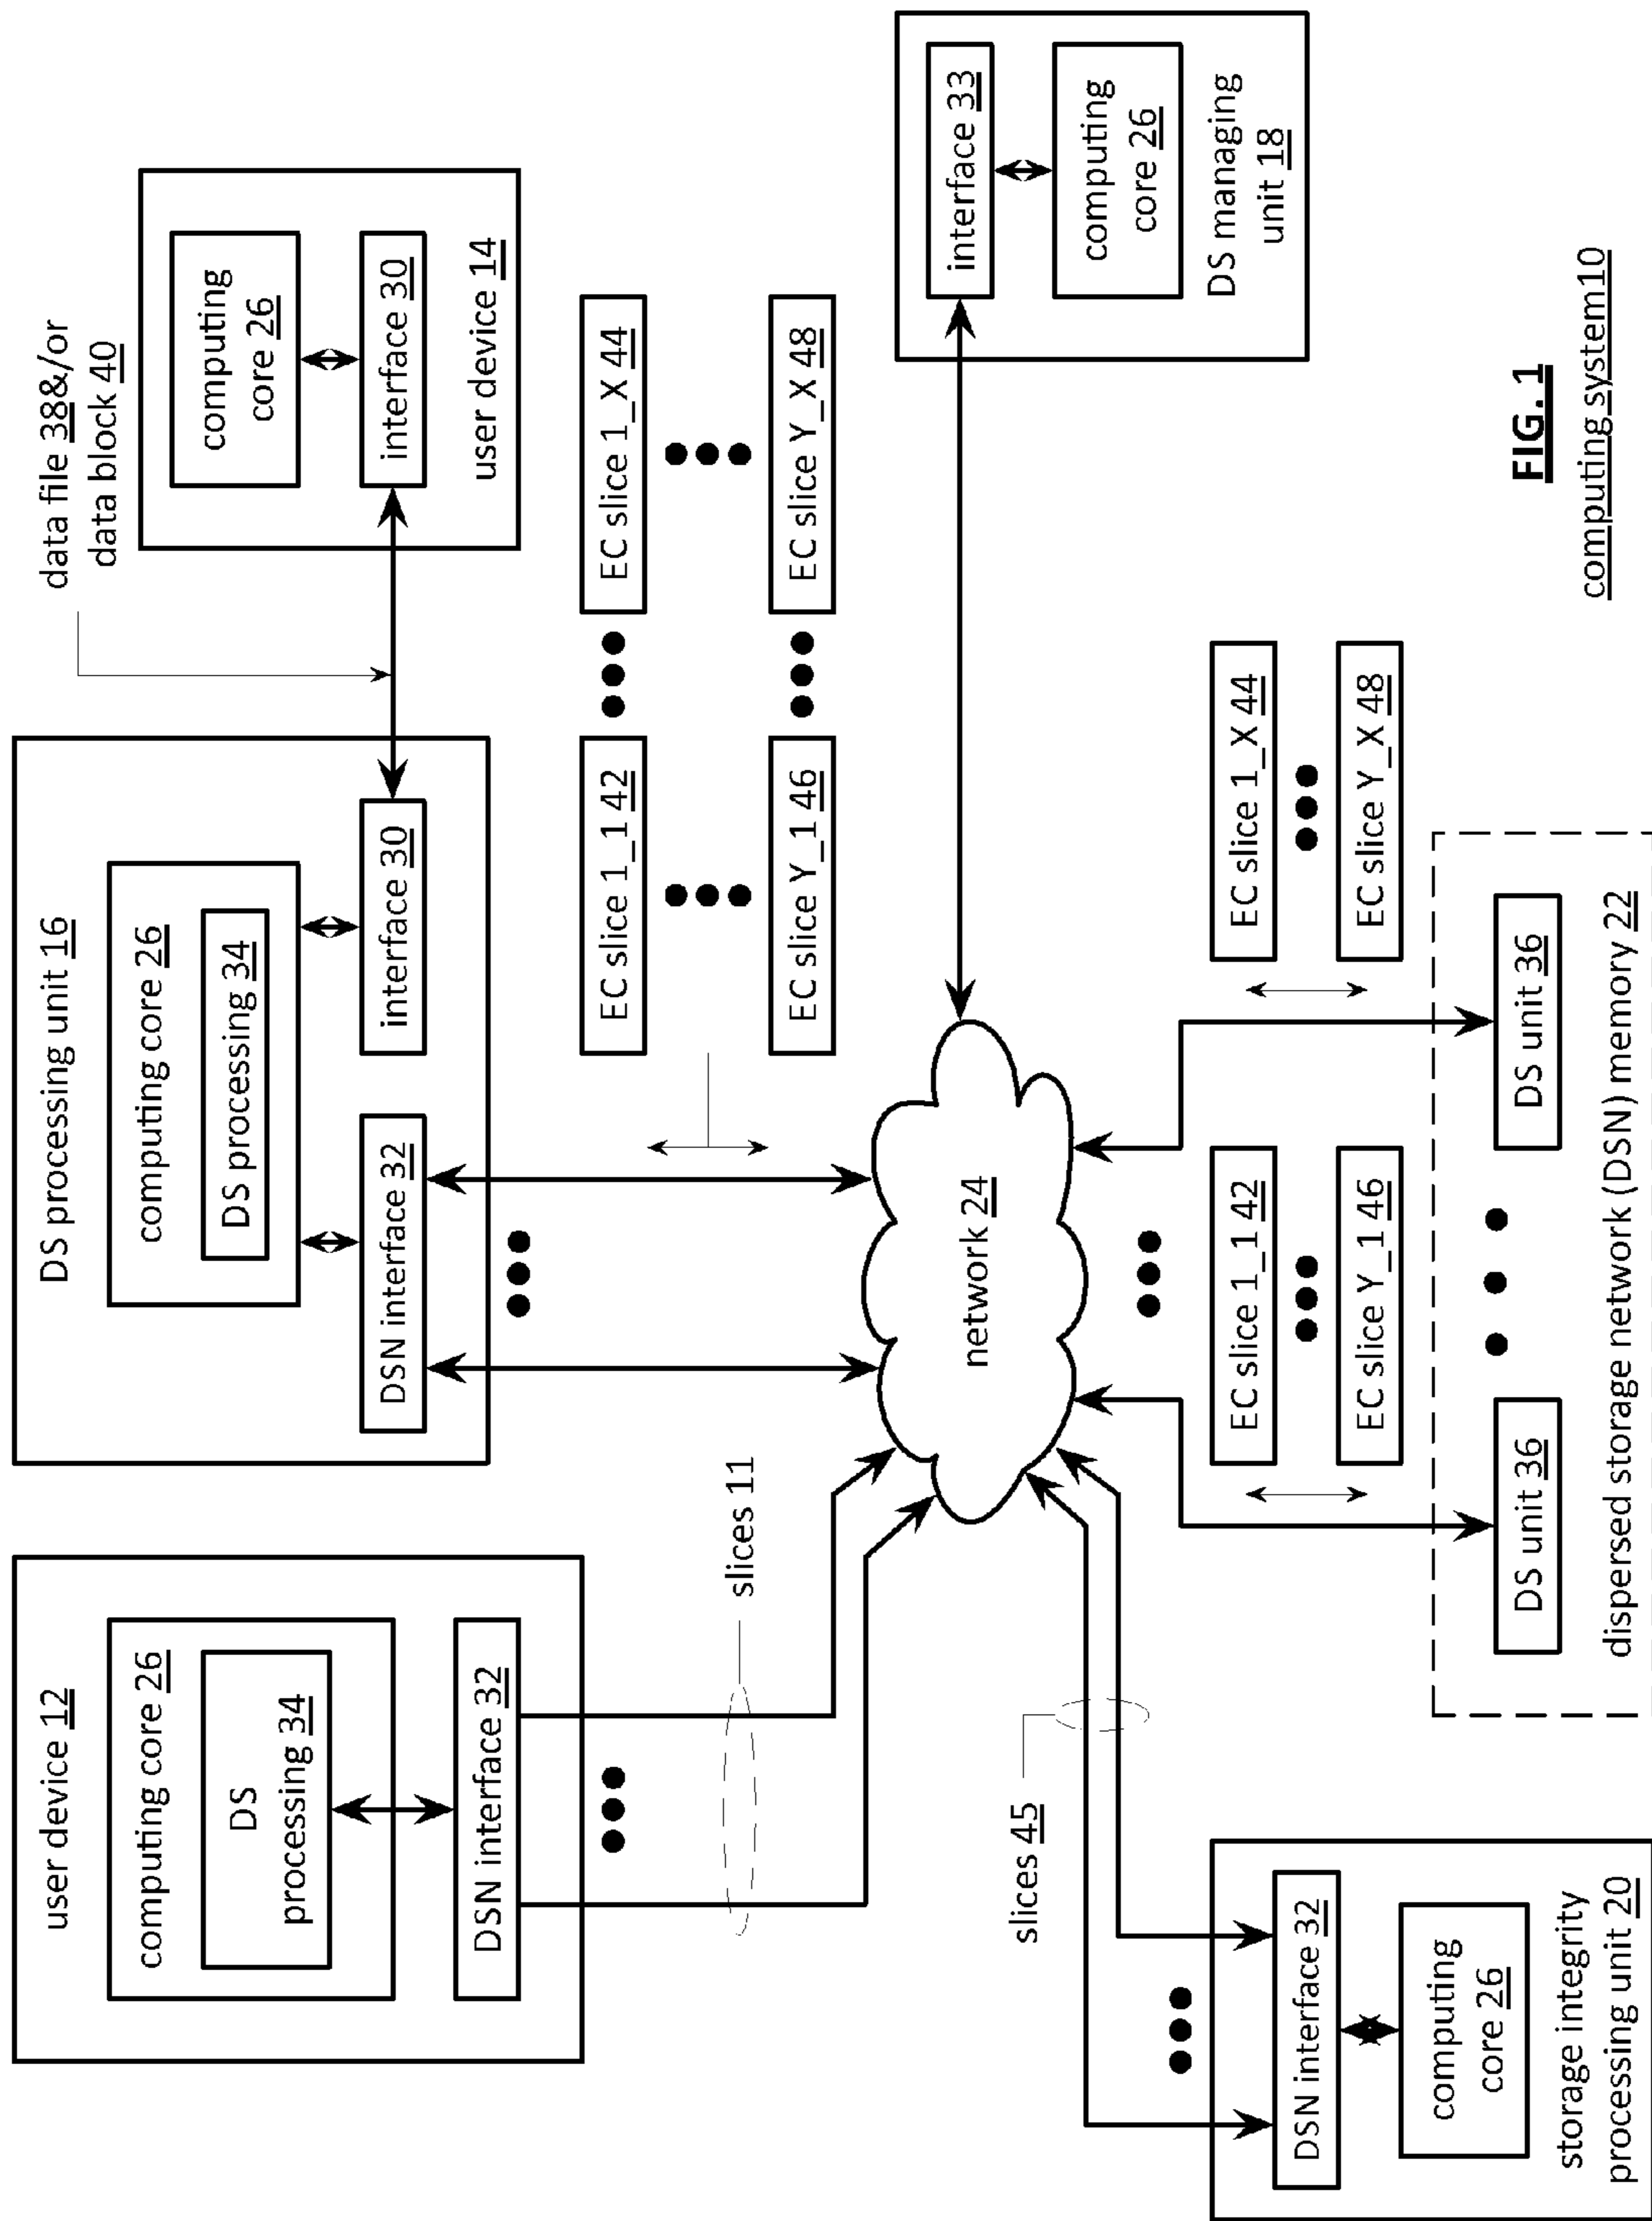 user device 12
computing core 26
DS
processing 34
DSN interface 32
slices 11
DS processing unit 16
computing core 26
DS processing 34
DSN interface 32
interface 30
data file 38&/or
data block 40
computing
core 26
interface 30
user device 14
EC slice 1_1 42
EC slice 1_X 44
EC slice Y_1 46
EC slice Y_X 48
network 24
interface 33
computing
core 26
DS managing
unit 18
slices 45
DSN interface 32
computing
core 26
storage integrity
processing unit 20
EC slice 1_1 42
EC slice Y_1 46
EC slice 1_X 44
EC slice Y_X 48
DS unit 36
DS unit 36
dispersed storage network (DSN) memory 22
FIG. 1
computing system10